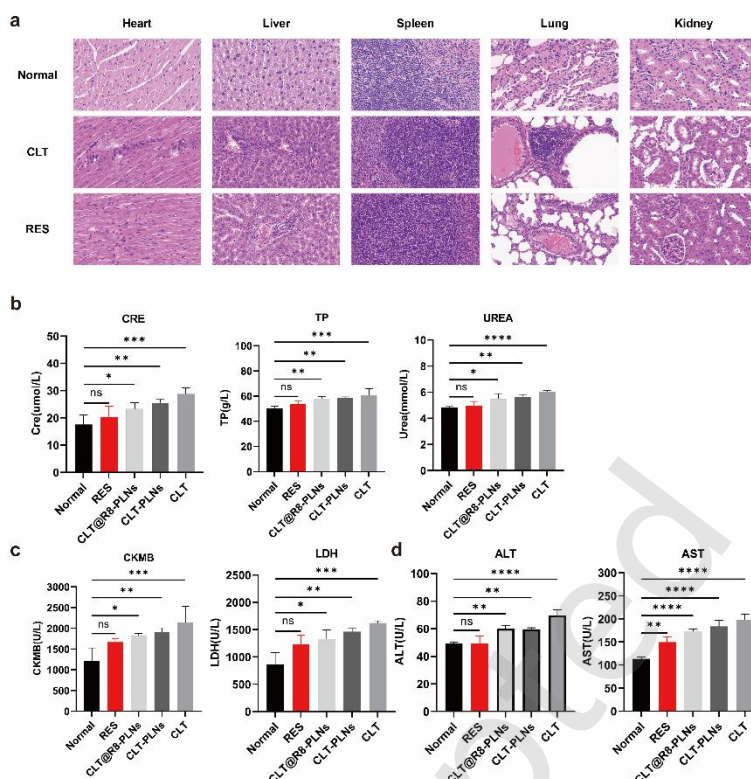 a
Heart Liver Spleen Lung Kidney
Normal
CLT
RES
b
CRE
Cre(umol/L)
50
40
30
20
10
0
ns
*
**
***
Normal
RES
CLT@R8-PLNs
CLT-PLNs
CLT
TP
TP(g/L)
100
80
60
40
20
0
ns
**
**
***
Normal
RES
CLT@R8-PLNs
CLT-PLNs
CLT
UREA
Urea(mmol/L)
8
6
4
2
0
ns
*
**
****
Normal
RES
CLT@R8-PLNs
CLT-PLNs
CLT
c
CKMB
CKMB(U/L)
3000
2500
2000
1500
1000
500
0
ns
*
**
***
Normal
RES
CLT@R8-PLNs
CLT-PLNs
CLT
LDH
LDH(U/L)
2500
2000
1500
1000
500
0
ns
*
**
***
Normal
RES
CLT@R8-PLNs
CLT-PLNs
CLT
d
ALT
ALT(U/L)
100
80
60
40
20
0
ns
**
**
****
Normal
RES
CLT@R8-PLNs
CLT-PLNs
CLT
AST
AST(U/L)
300
250
200
150
100
50
0
**
****
****
****
Normal
RES
CLT@R8-PLNs
CLT-PLNs
CLT